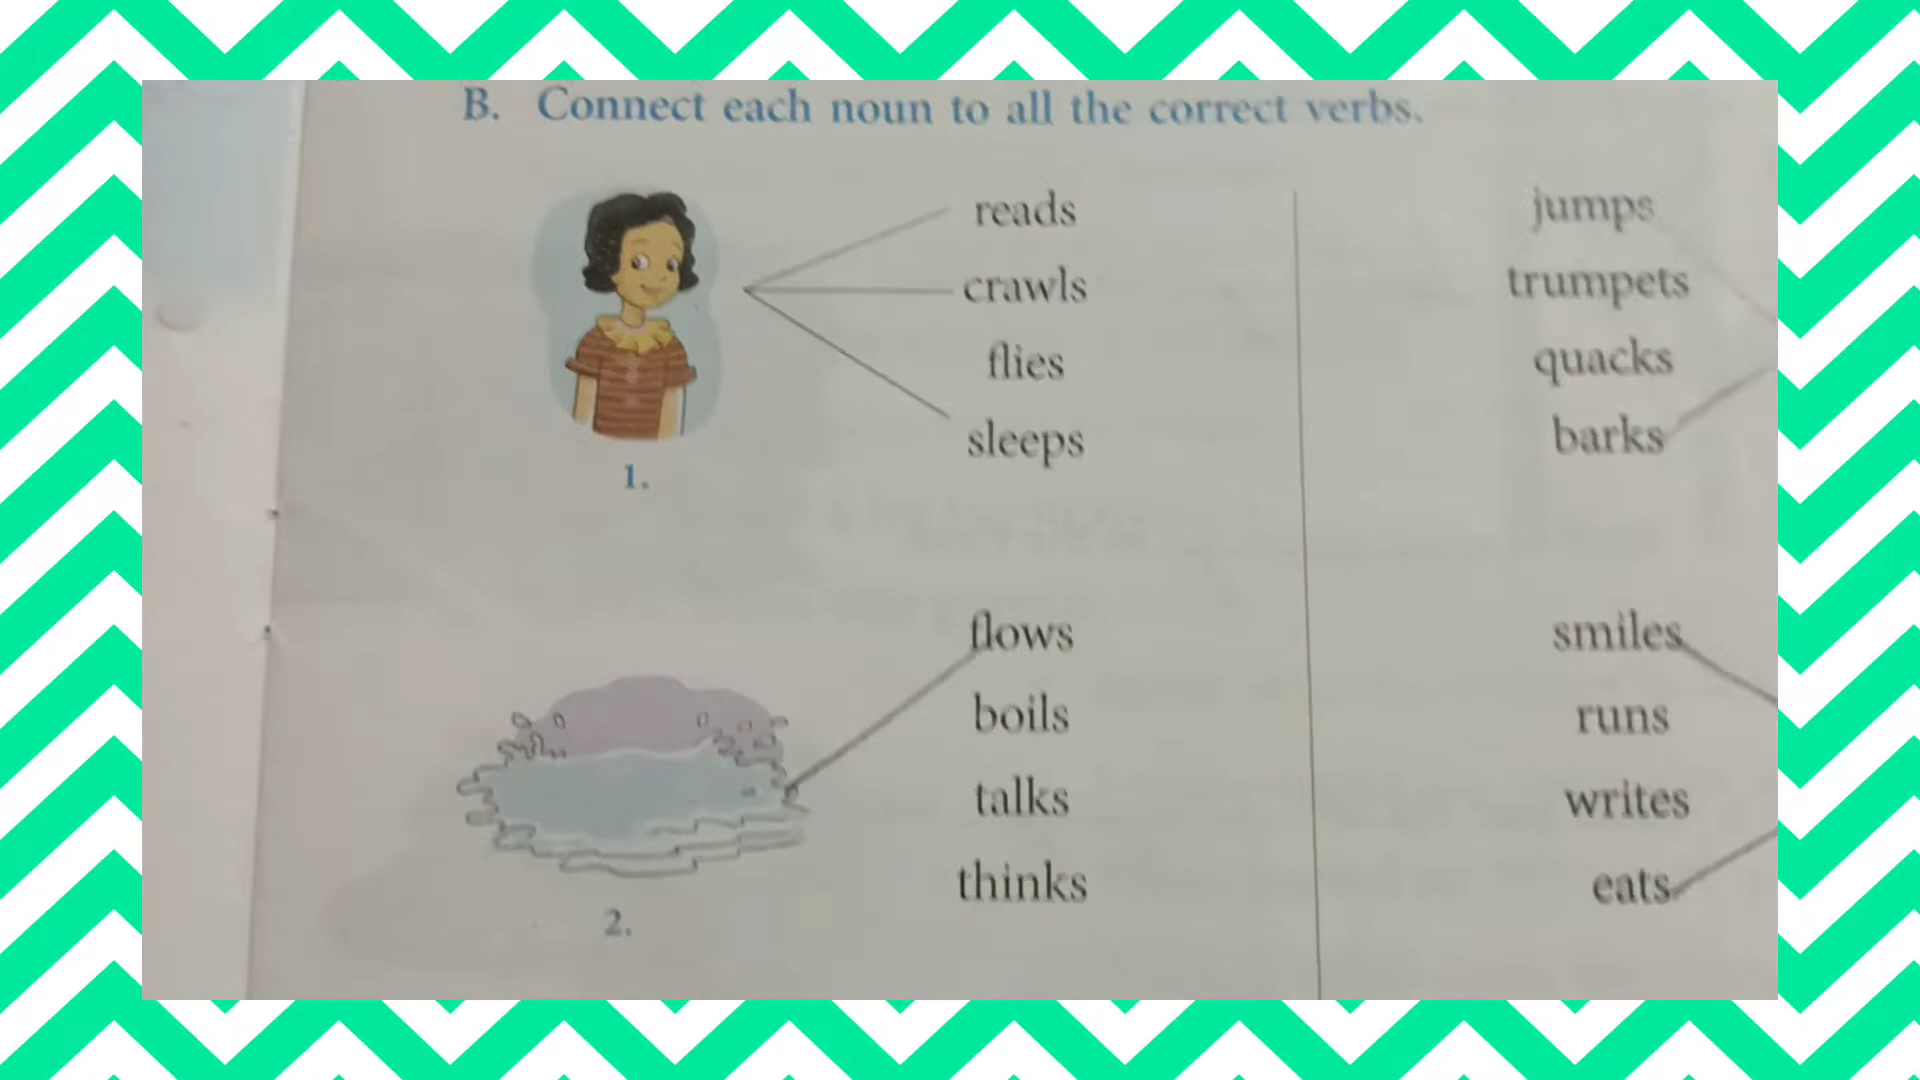 B. Connect each noun to all the correct verbs.
reads
crawls
flies
sleeps
1.
flows
boils
talks
thinks
2.
jumps
trumpets
quacks
barks
smiles
runs
writes
eats